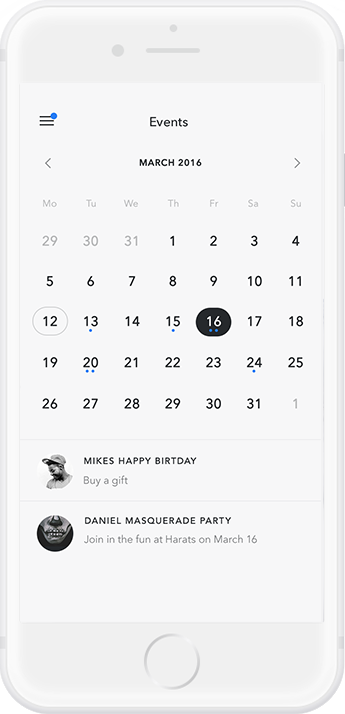 Events
MARCH 2016
Mo Tu We Th Fr Sa Su
29 30 31 1 2 3 4
5 6 7 8 9 10 11
12 13 14 15 16 17 18
19 20 21 22 23 24 25
26 27 28 29 30 31 1
MIKES HAPPY BIRTDAY
Buy a gift
DANIEL MASQUERADE PARTY
Join in the fun at Harats on March 16